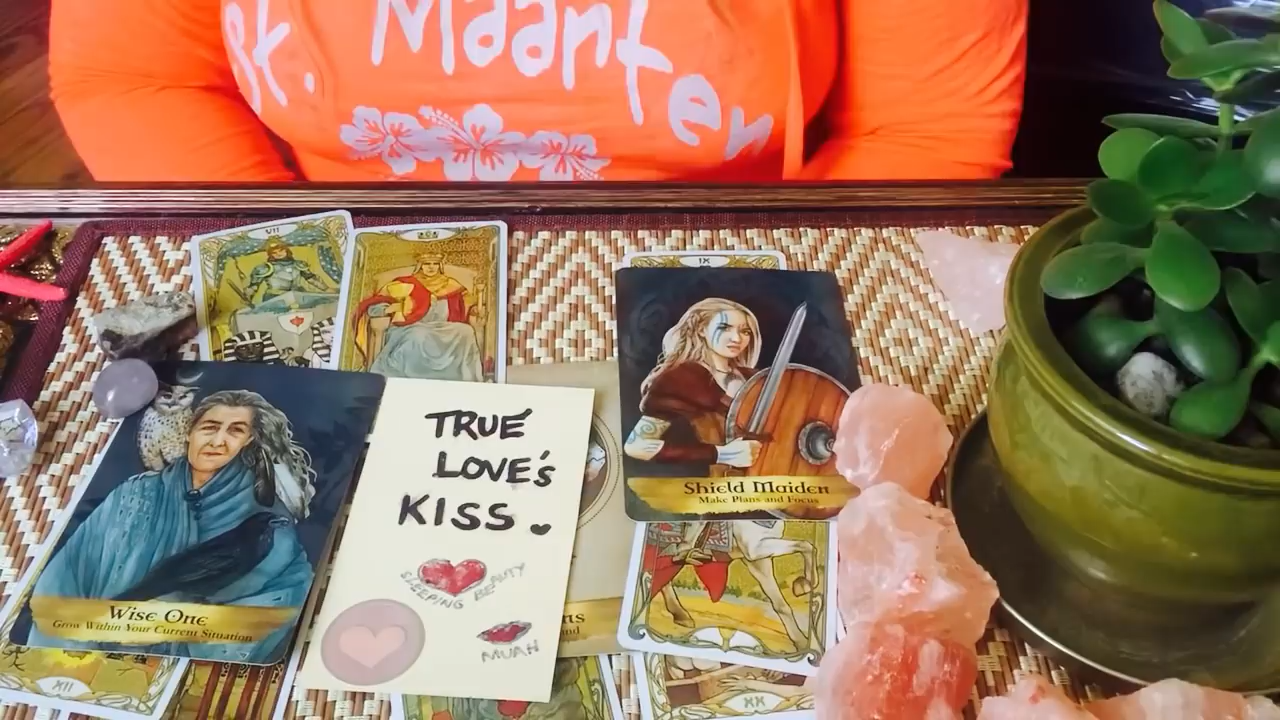 St. Maarten
VII
IX
TRUE
LOVE's
KISS.
SLEEPING BEAUTY
MUAH
Shield Maiden
Make Plans and Focus
Wise One
Grow Within Your Current Situation
XII
XX